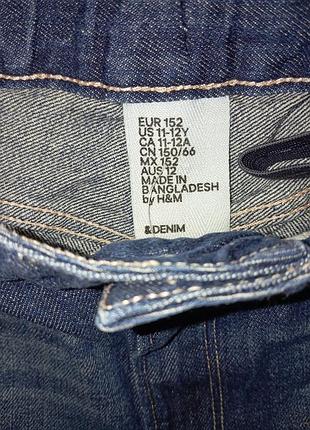 EUR 152
US 11-12Y
CA 11-12A
CN 150/66
MX 152
AUS 12
MADE IN
BANGLADESH
by H&M
&DENIM